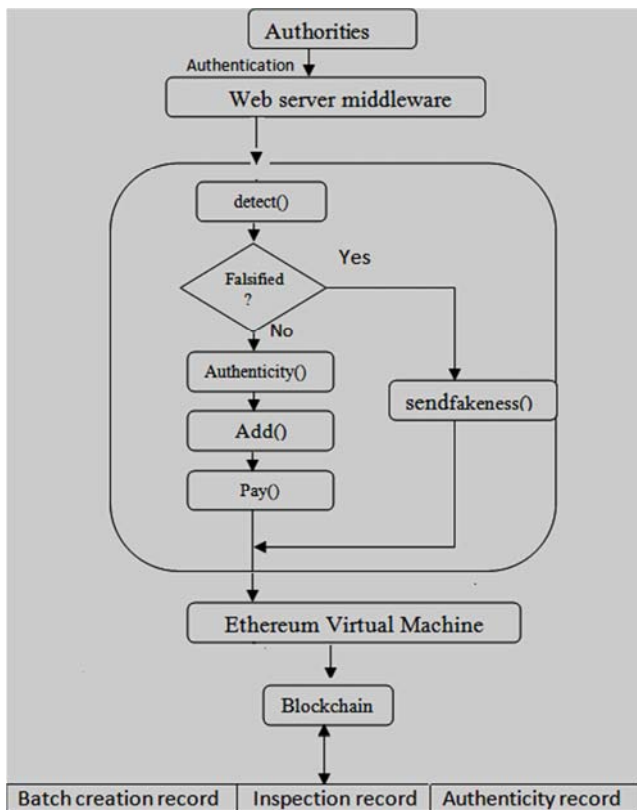 Authorities
Authentication
Web server middleware
detect()
Yes
Falsified
?
No
Authenticity()
sendfakeness()
Add()
Pay()
Ethereum Virtual Machine
Blockchain
Batch creation record Inspection record Authenticity record